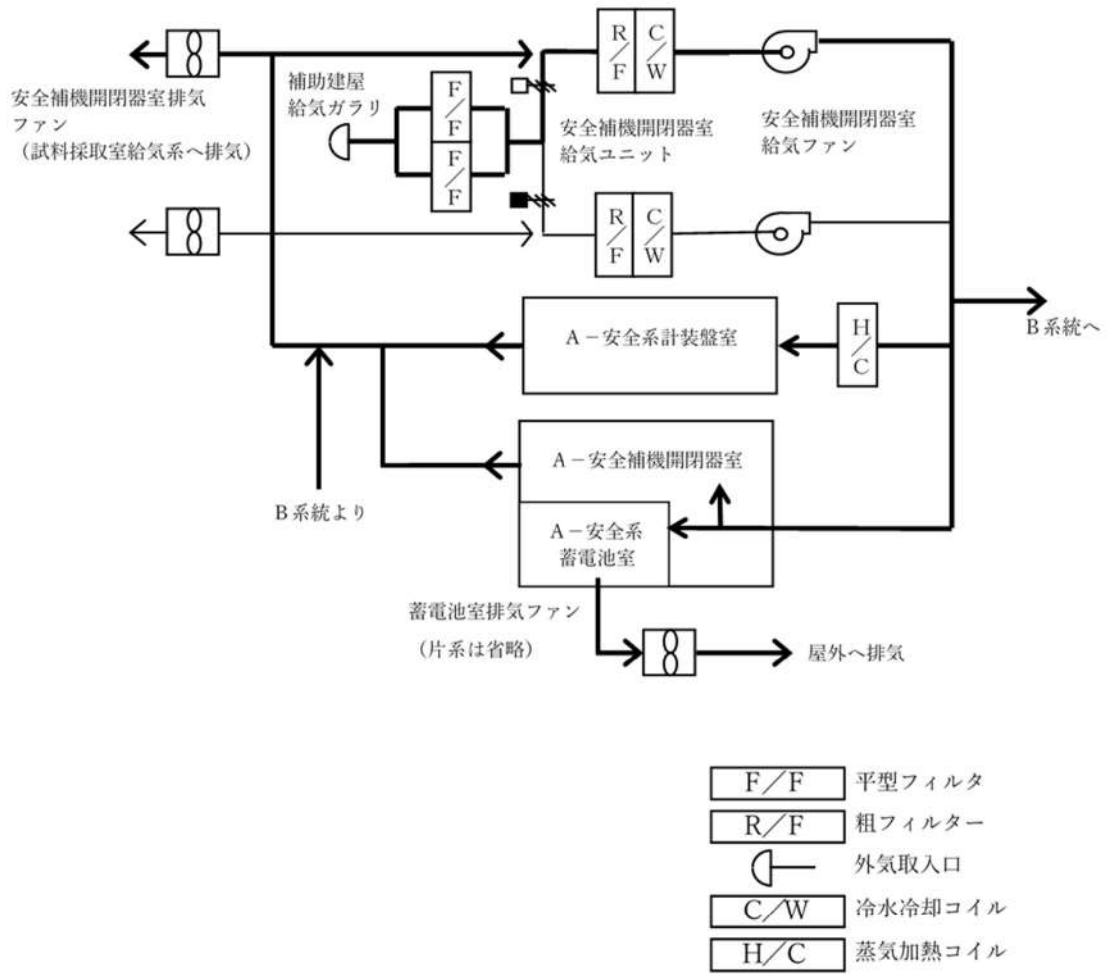 R/F
C/W
安全補機開閉器室排気
ファン
（試料採取室給気系へ排気）
補助建屋
給気ガラリ
F/F
F/F
安全補機開閉器室
給気ユニット
安全補機開閉器室
給気ファン
R/F
C/W
B系統へ
A－安全系計装盤室
H/C
A－安全補機開閉器室
B系統より
A－安全系
蓄電池室
蓄電池室排気ファン
（片系は省略）
屋外へ排気
F／F 平型フィルタ
R／F 粗フィルター
外気取入口
C／W 冷水冷却コイル
H／C 蒸気加熱コイル